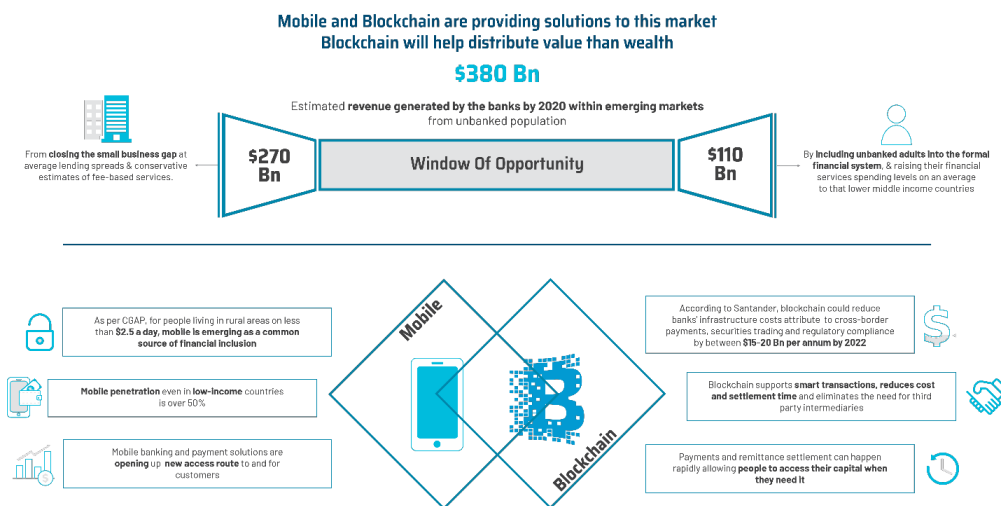 Mobile and Blockchain are providing solutions to this market
Blockchain will help distribute value than wealth
$380 Bn
Estimated revenue generated by the banks by 2020 within emerging markets
from unbanked population
From closing the small business gap at
average lending spreads & conservative
estimates of fee-based services.
$270
Bn
Window Of Opportunity
$110
Bn
By including unbanked adults into the formal
financial system, & raising their financial
services spending levels on an average
to that lower middle income countries
As per CGAP, for people living in rural areas on less
than $2.5 a day, mobile is emerging as a common
source of financial inclusion
Mobile penetration even in low-income countries
is over 50%
Mobile banking and payment solutions are
opening up new access route to and for
customers
Mobile
Blockchain
According to Santander, blockchain could reduce
banks' infrastructure costs attribute to cross-border
payments, securities trading and regulatory compliance
by between $15-20 Bn per annum by 2022
Blockchain supports smart transactions, reduces cost
and settlement time and eliminates the need for third
party intermediaries
Payments and remittance settlement can happen
rapidly allowing people to access their capital when
they need it